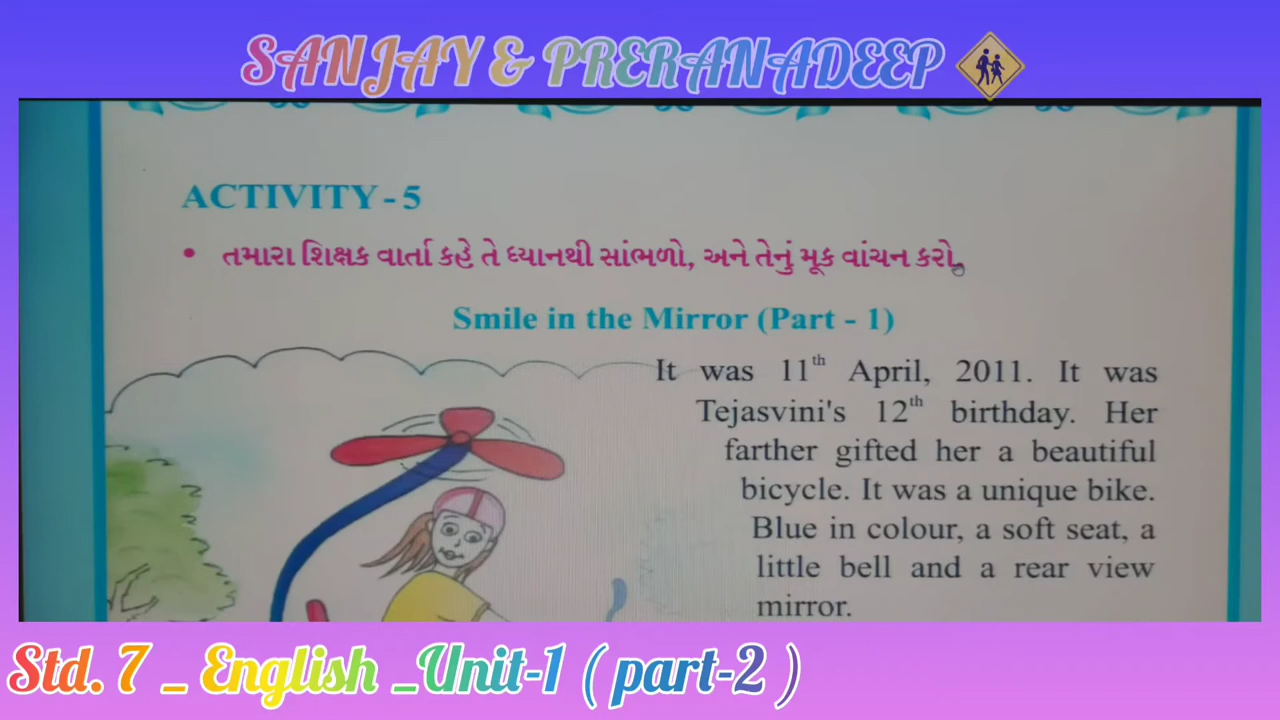 SANJAY & PRERANADEEP
ACTIVITY - 5
• તમારા શિક્ષક વાર્તા કહે તે ધ્યાનથી સાંભળો, અને તેનું મૂક વાંચન કરો.
Smile in the Mirror (Part - 1)
It was 11th April, 2011. It was
Tejasvini's 12th birthday. Her
farther gifted her a beautiful
bicycle. It was a unique bike.
Blue in colour, a soft seat, a
little bell and a rear view
mirror.
Std. 7 _ English _Unit-1 ( part-2 )